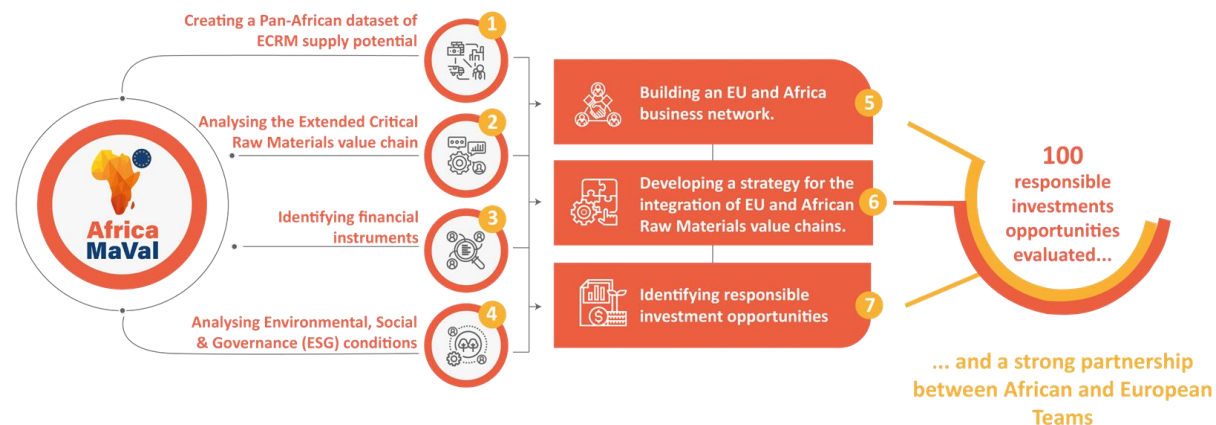 Creating a Pan-African dataset of
ECRM supply potential
1
Analysing the Extended Critical
Raw Materials value chain
2
Identifying financial
instruments
3
Analysing Environmental, Social
& Governance (ESG) conditions
4
Africa
MaVal
Building an EU and Africa
business network.
5
Developing a strategy for the
integration of EU and African
Raw Materials value chains.
6
Identifying responsible
investment opportunities
7
100
responsible
investments
opportunities
evaluated...
... and a strong partnership
between African and European
Teams